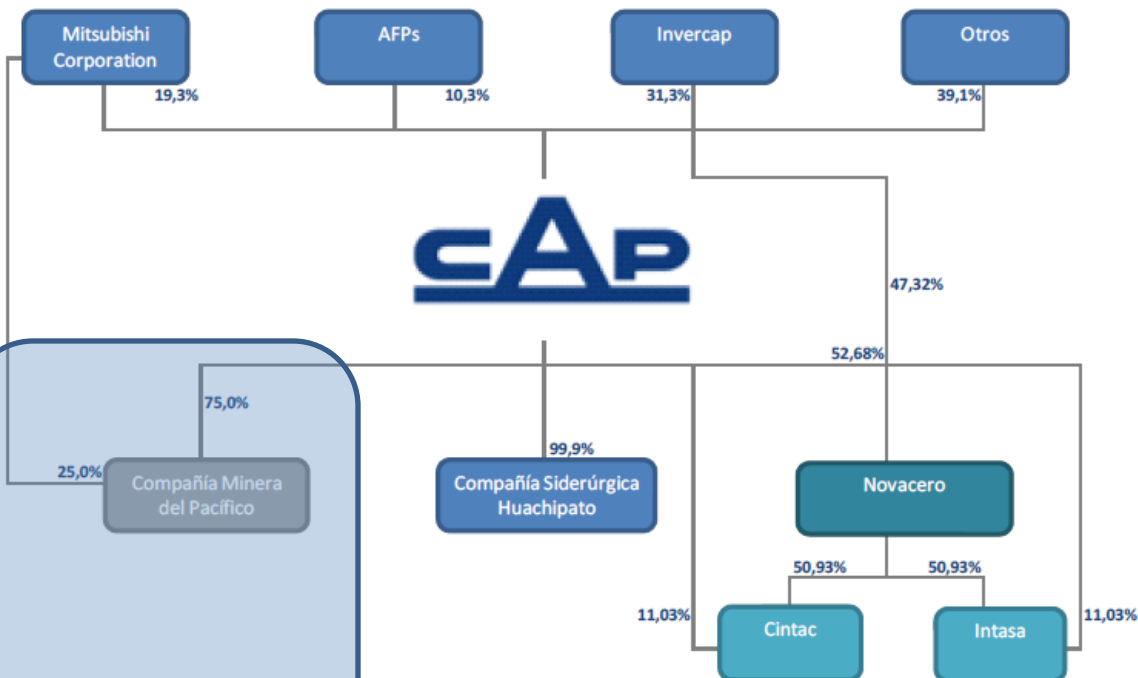 Mitsubishi
Corporation
AFPs
Invercap
Otros
19,3%
10,3%
31,3%
39,1%
CAP
47,32%
52,68%
75,0%
99,9%
25,0%
Compañía Minera
del Pacífico
Compañía Siderúrgica
Huachipato
Novacero
50,93%
50,93%
11,03%
Cintac
Intasa
11,03%